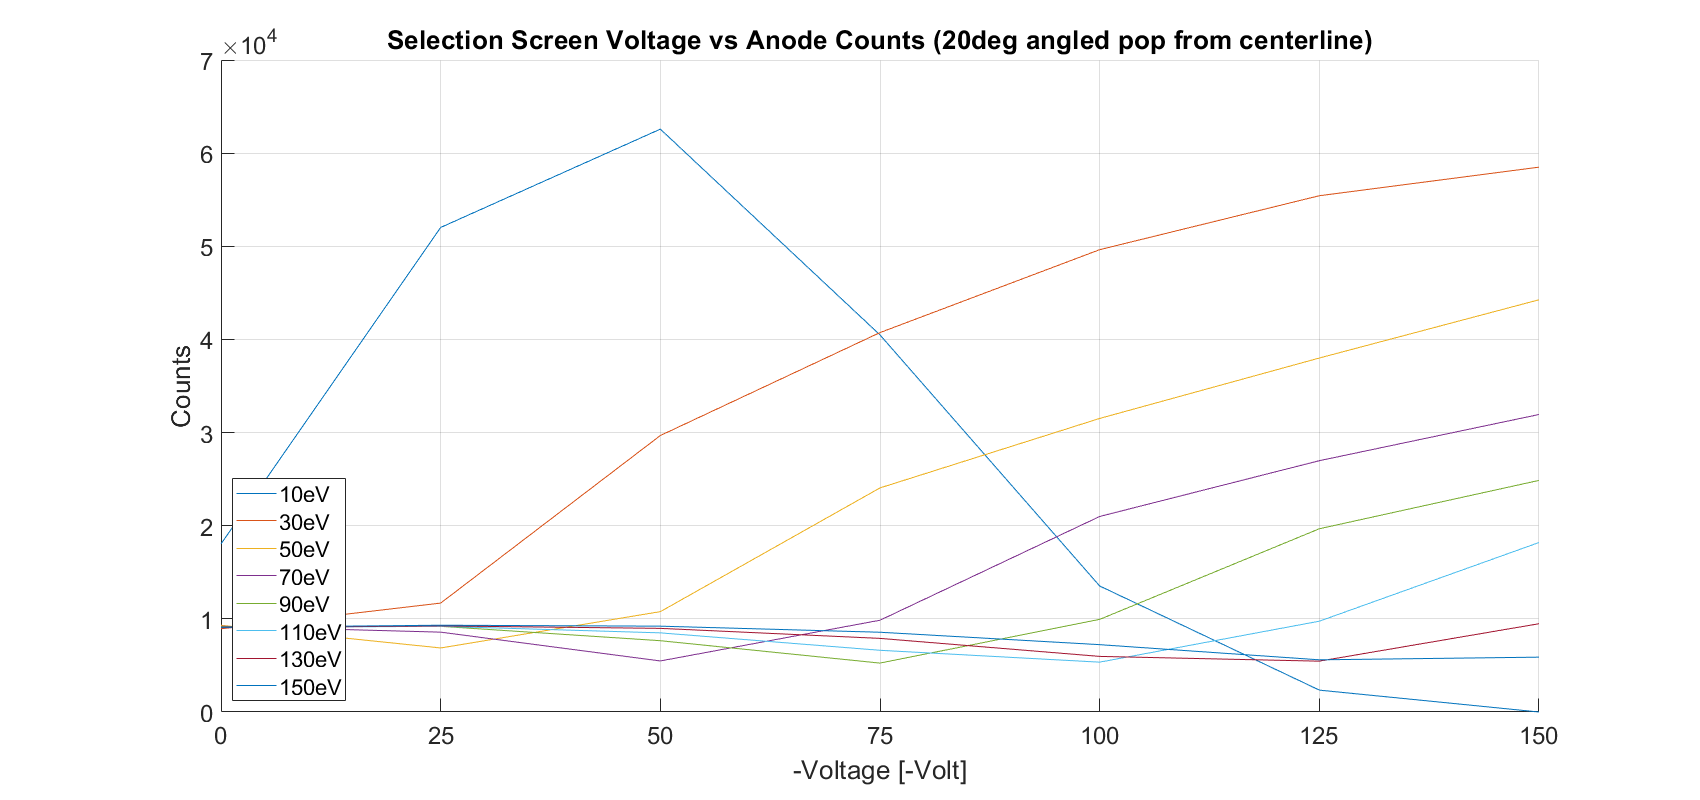 Selection Screen Voltage vs Anode Counts (20deg angled pop from centerline)
×10^4
7
6
5
4
3
2
1
0
Counts
10eV
30eV
50eV
70eV
90eV
110eV
130eV
150eV
0 25 50 75 100 125 150
-Voltage [-Volt]